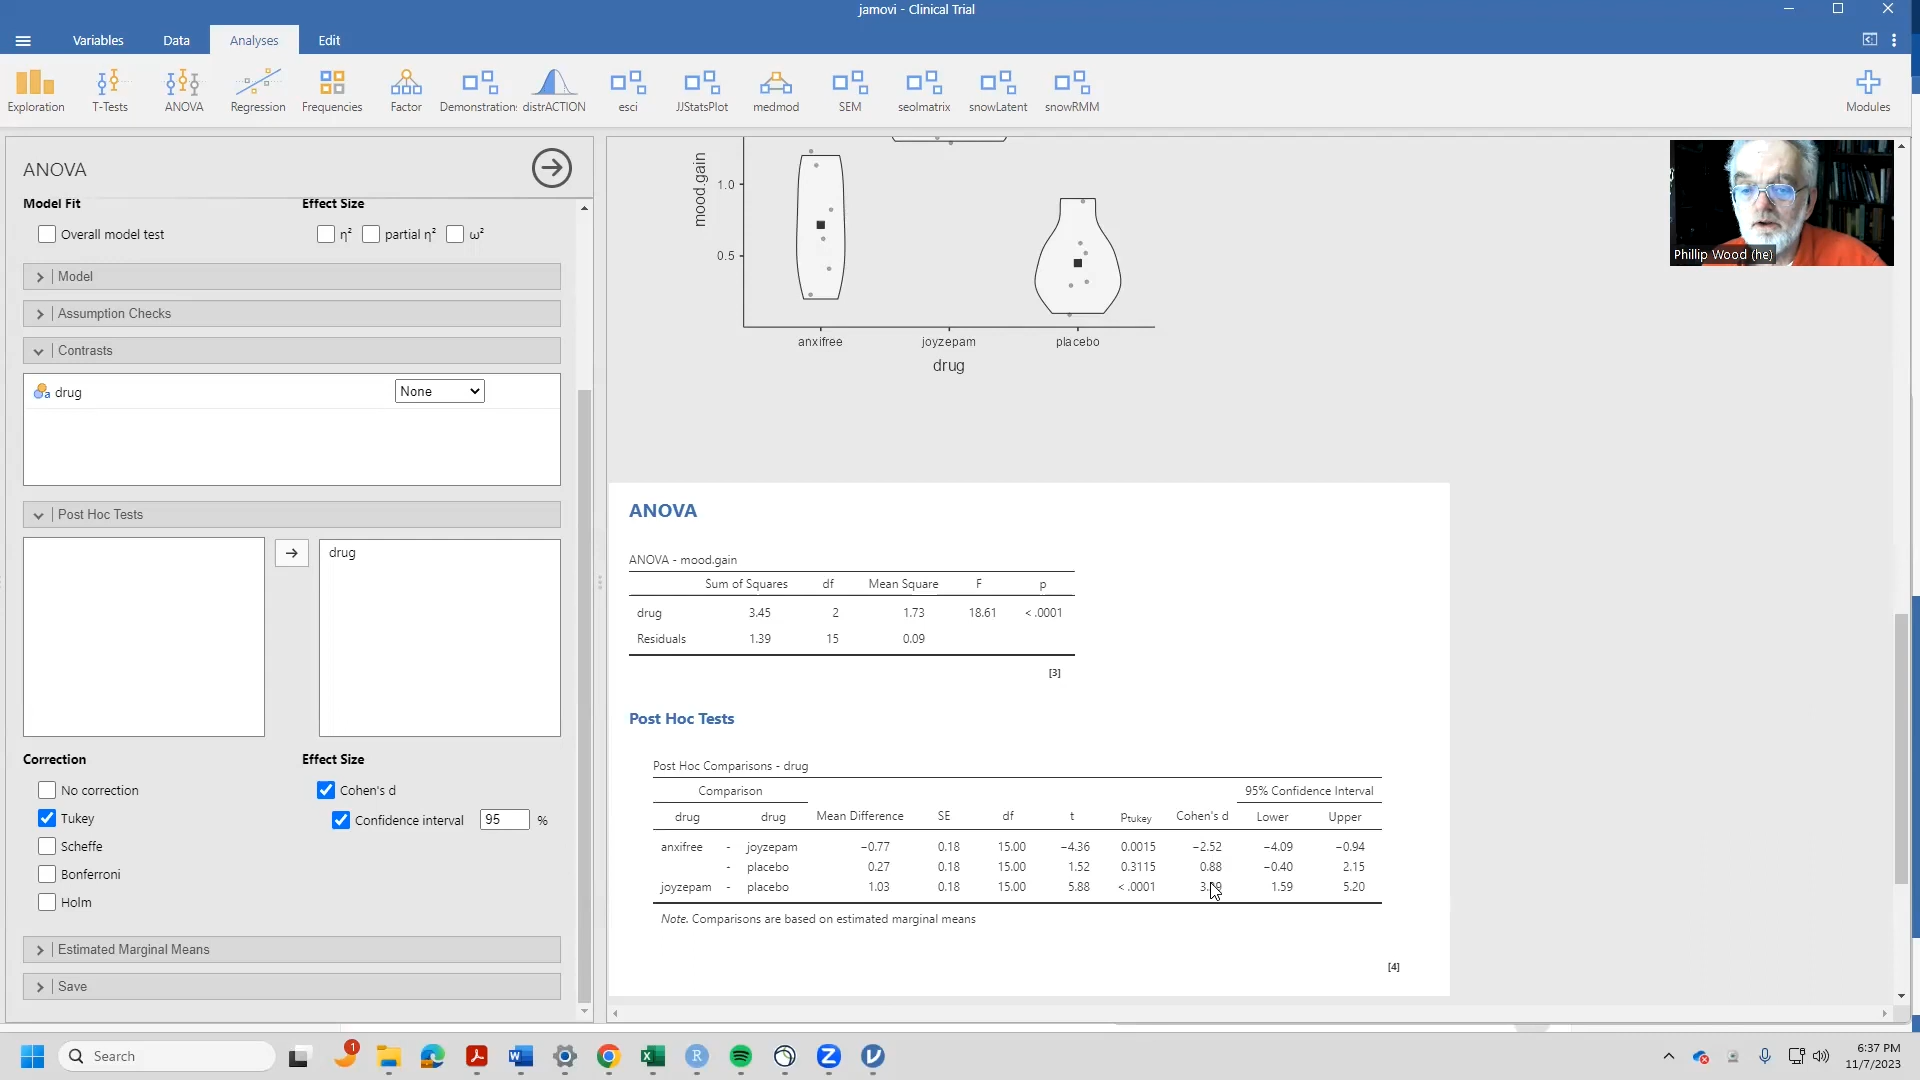 jamovi - Clinical Trial
Variables Data Analyses Edit
Exploration T-Tests ANOVA Regression Frequencies Factor Demonstrations distrACTION esci JJStatsPlot medmod SEM seolmatrix snowLatent snowRMM Modules
ANOVA
Model Fit Effect Size
Overall model test η² partial η² ω²
Model
Assumption Checks
Contrasts
drug None
Post Hoc Tests
drug
Correction Effect Size
No correction Cohen's d
Tukey Confidence interval 95 %
Scheffe
Bonferroni
Holm
Estimated Marginal Means
Save
mood.gain
1.0
0.5
anxifree joyzepam placebo
drug
Phillip Wood (he)
ANOVA
ANOVA - mood.gain
Sum of Squares df Mean Square F p
drug 3.45 2 1.73 18.61 < .0001
Residuals 1.39 15 0.09
[3]
Post Hoc Tests
Post Hoc Comparisons - drug
Comparison 95% Confidence Interval
drug drug Mean Difference SE df t Ptukey Cohen's d Lower Upper
anxifree - joyzepam −0.77 0.18 15.00 −4.36 0.0015 −2.52 −4.09 −0.94
- placebo 0.27 0.18 15.00 1.52 0.3115 0.88 −0.40 2.15
joyzepam - placebo 1.03 0.18 15.00 5.88 < .0001 1.59 5.20
Note. Comparisons are based on estimated marginal means
[4]
Search
1
6:37 PM
11/7/2023